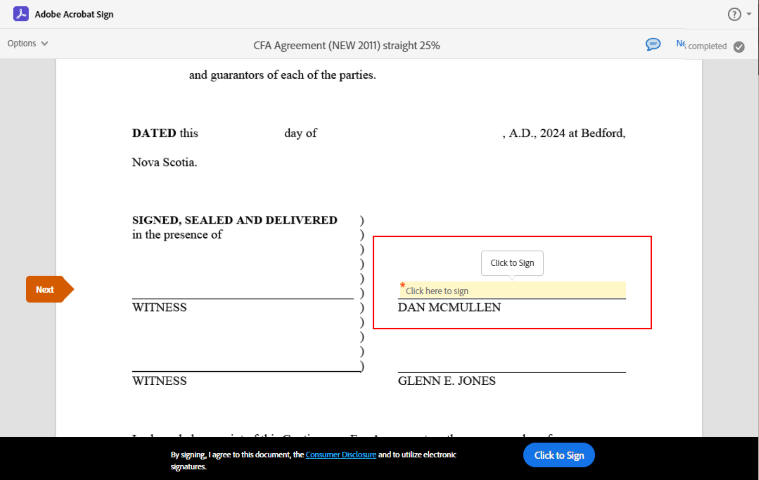 Adobe Acrobat Sign
Options
CFA Agreement (NEW 2011) straight 25%
completed
and guarantors of each of the parties.
DATED this day of , A.D., 2024 at Bedford,
Nova Scotia.
SIGNED, SEALED AND DELIVERED )
in the presence of )
)
)
)
)
)
)
)
)
)
Click to Sign
Next
*Click here to sign
WITNESS
DAN MCMULLEN
WITNESS
GLENN E. JONES
By signing, I agree to this document, the Consumer Disclosure and to utilize electronic
signatures.
Click to Sign